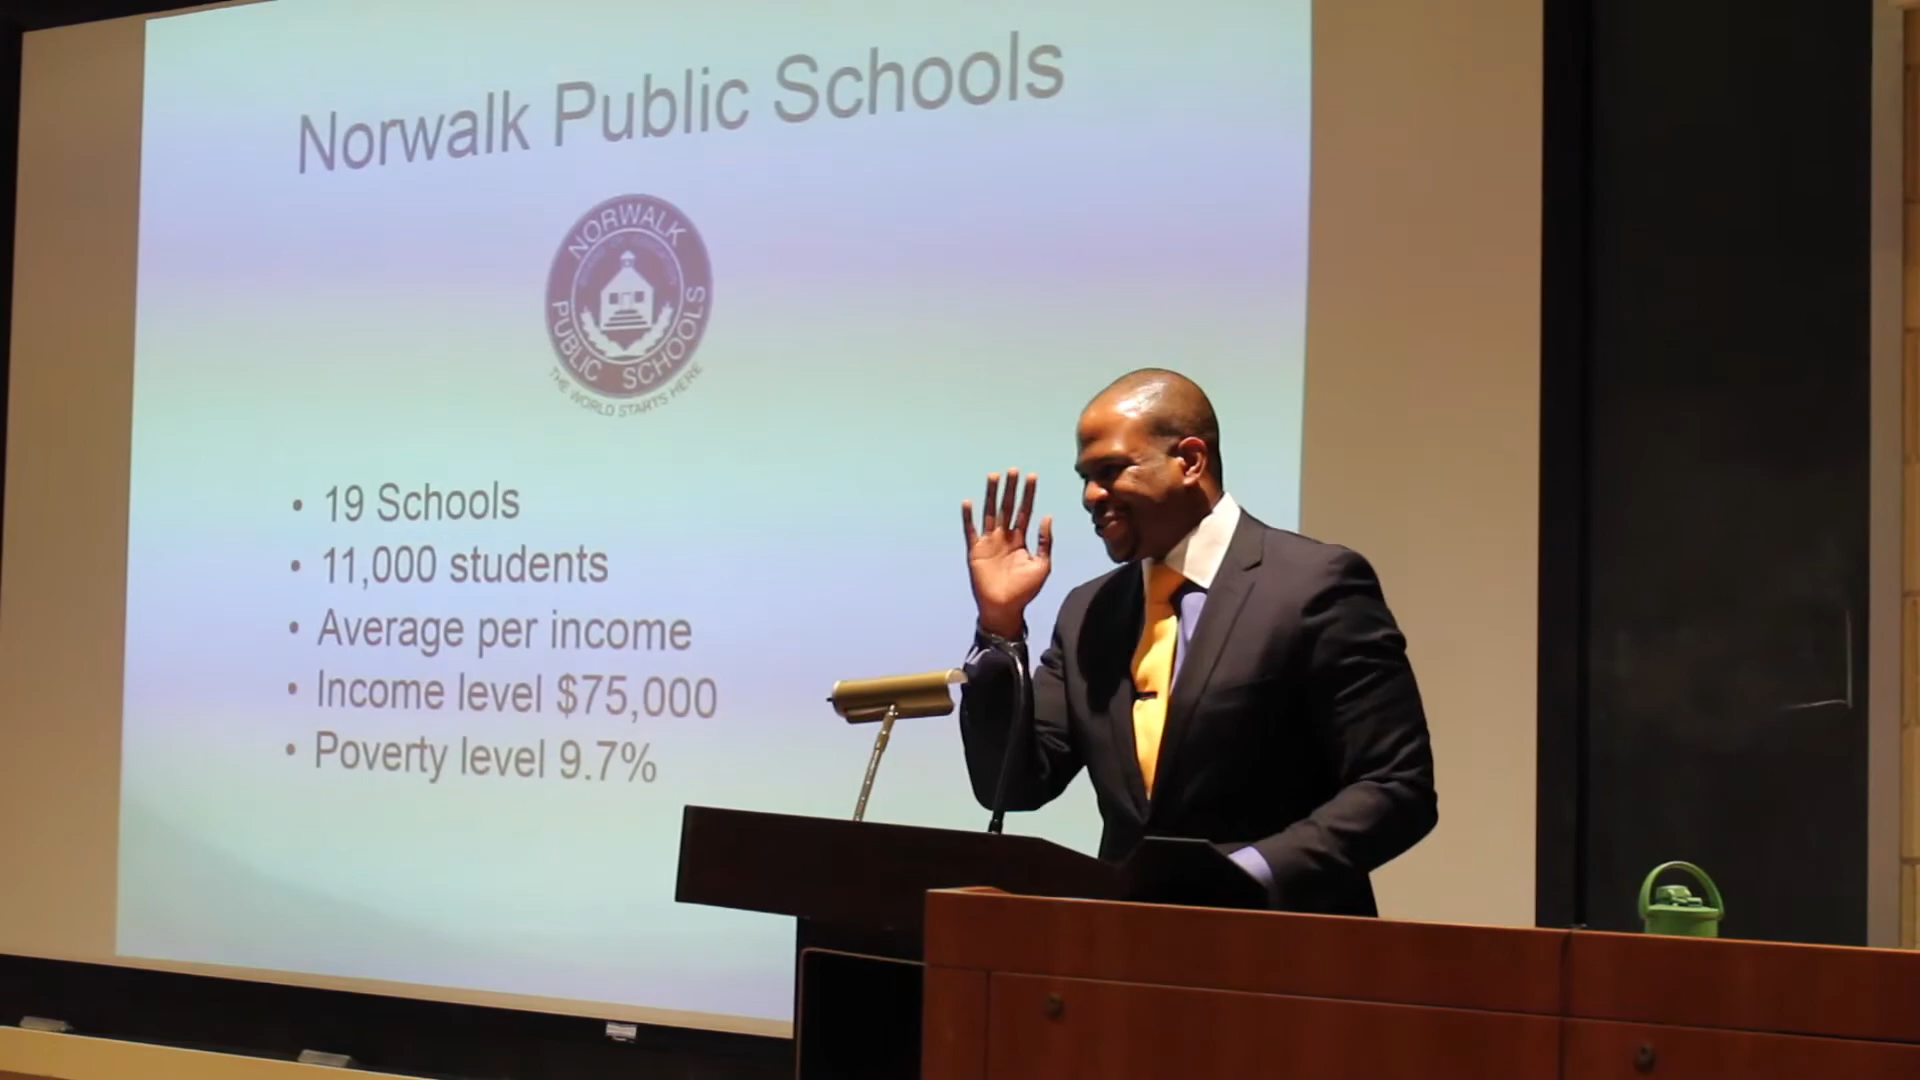 Norwalk Public Schools
NORWALK
PUBLIC SCHOOLS
THE WORLD STARTS HERE
• 19 Schools
• 11,000 students
• Average per income
• Income level $75,000
• Poverty level 9.7%